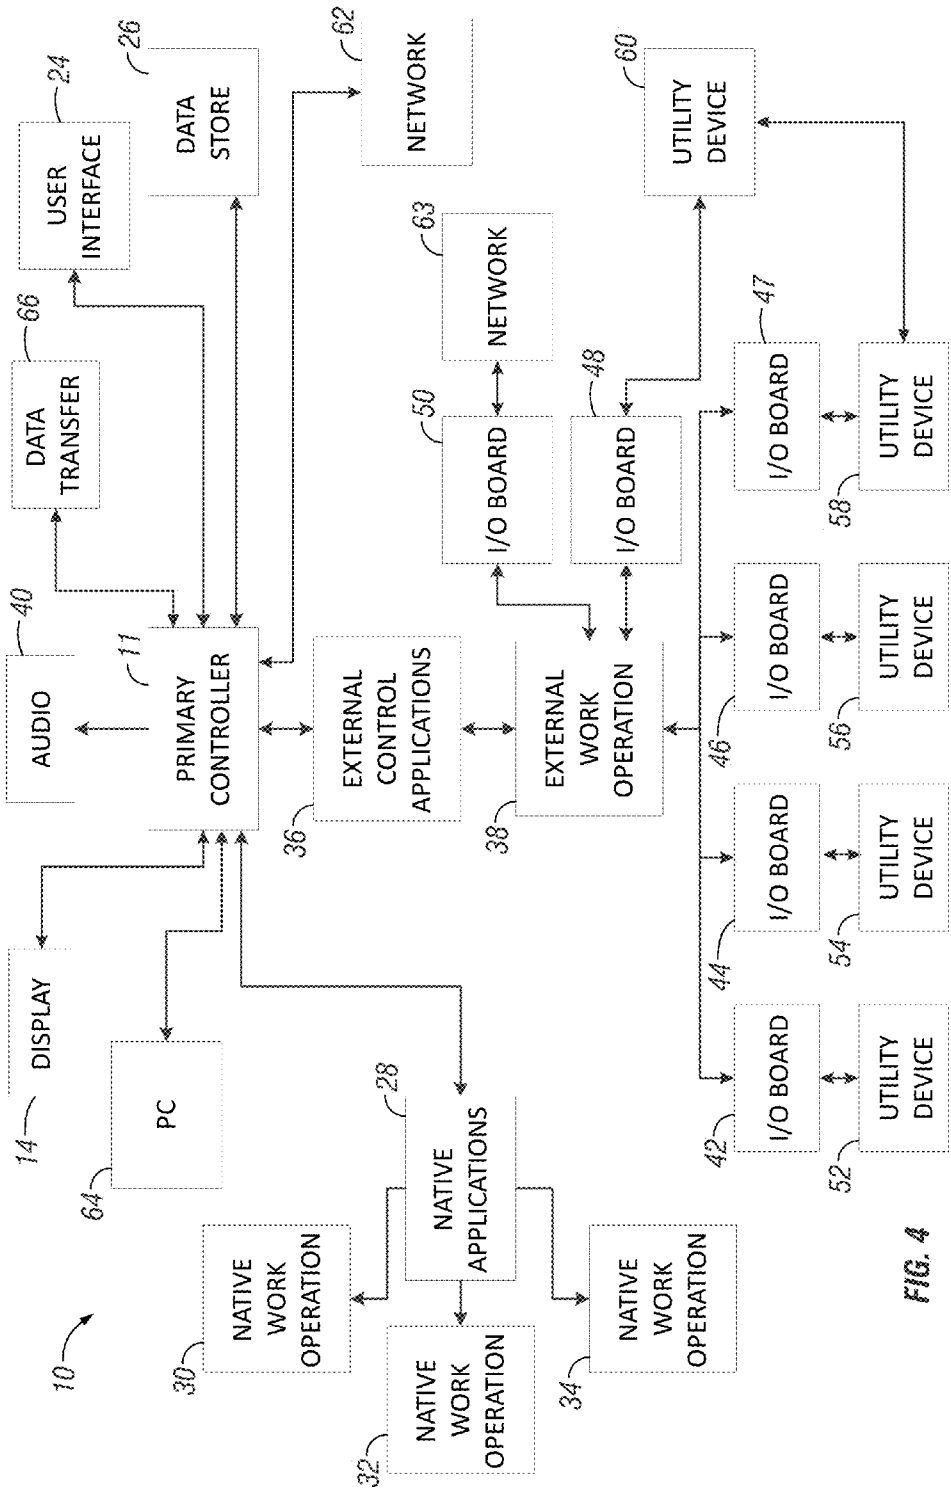 10
30
NATIVE
WORK
OPERATION
32
NATIVE
WORK
OPERATION
34
NATIVE
WORK
OPERATION
28
NATIVE
APPLICATIONS
64
PC
14
DISPLAY
40
AUDIO
11
PRIMARY
CONTROLLER
66
DATA
TRANSFER
24
USER
INTERFACE
26
DATA
STORE
62
NETWORK
36
EXTERNAL
CONTROL
APPLICATIONS
38
EXTERNAL
WORK
OPERATION
50
I/O BOARD
63
NETWORK
48
I/O BOARD
60
UTILITY
DEVICE
42
I/O BOARD
44
I/O BOARD
46
I/O BOARD
47
I/O BOARD
52
UTILITY
DEVICE
54
UTILITY
DEVICE
56
UTILITY
DEVICE
58
UTILITY
DEVICE
FIG. 4